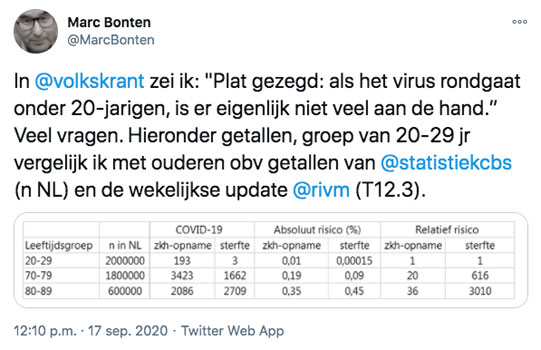 Marc Bonten
@MarcBonten
In @volkskrant zei ik: "Plat gezegd: als het virus rondgaat
onder 20-jarigen, is er eigenlijk niet veel aan de hand.”
Veel vragen. Hieronder getallen, groep van 20-29 jr
vergelijk ik met ouderen obv getallen van @statistiekcbs
(n NL) en de wekelijkse update @rivm (T12.3).
COVID-19 Absoluut risico (%) Relatief risico
Leeftijdsgroep n in NL zkh-opname sterfte zkh-opname sterfte zkh-opname sterfte
20-29 2000000 193 3 0,01 0,00015 1 1
70-79 1800000 3423 1662 0,19 0,09 20 616
80-89 600000 2086 2709 0,35 0,45 36 3010
12:10 p.m. · 17 sep. 2020 · Twitter Web App